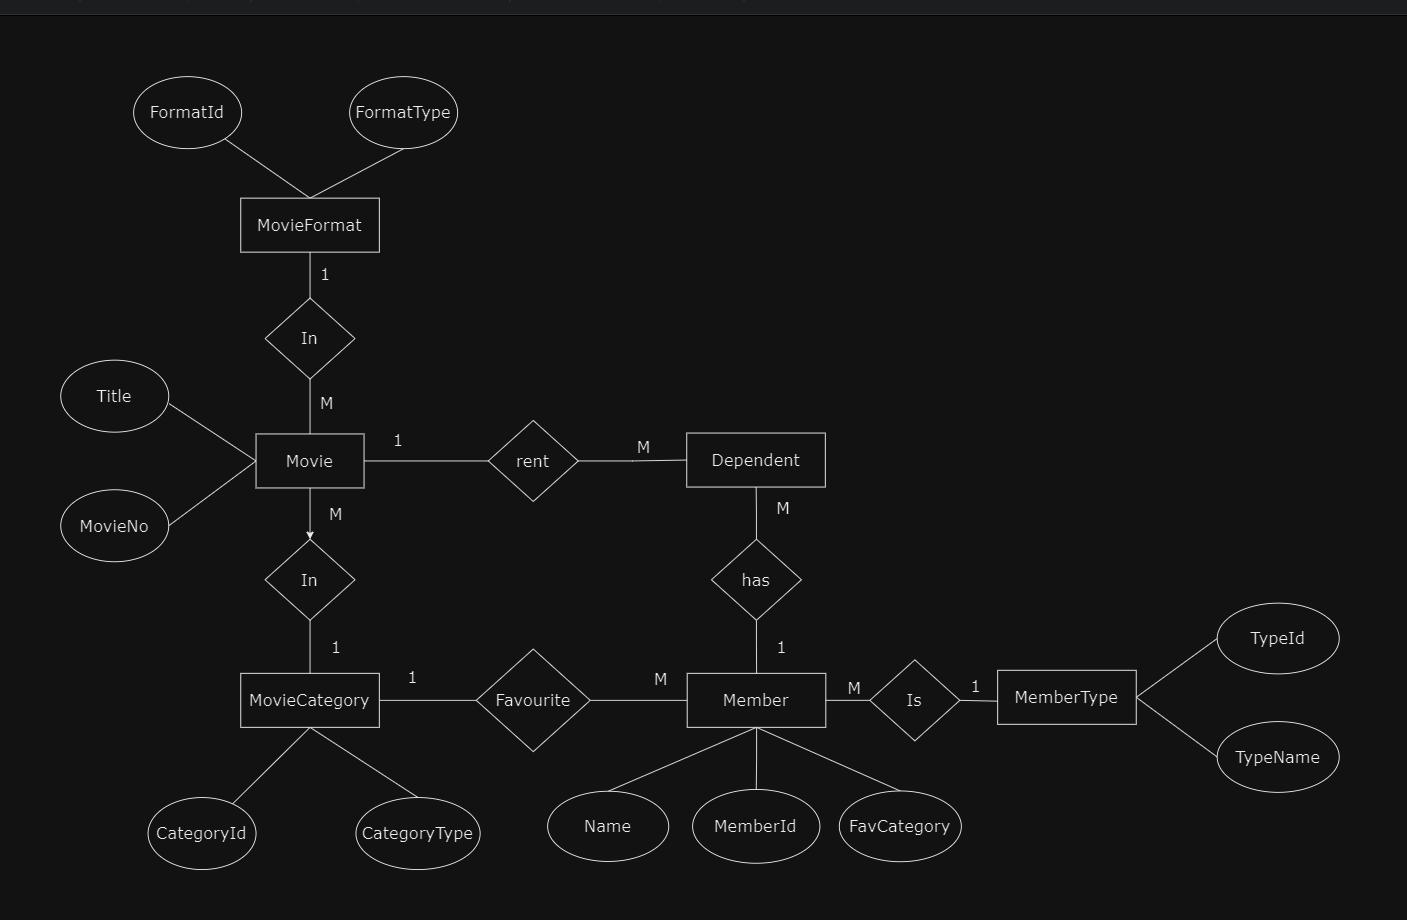 FormatId
FormatType
MovieFormat
1
In
M
Title
Movie
MovieNo
1
rent
M
Dependent
M
In
1
M
has
1
MovieCategory
1
Favourite
M
Member
M
Is
1
MemberType
TypeId
TypeName
CategoryId
CategoryType
Name
MemberId
FavCategory